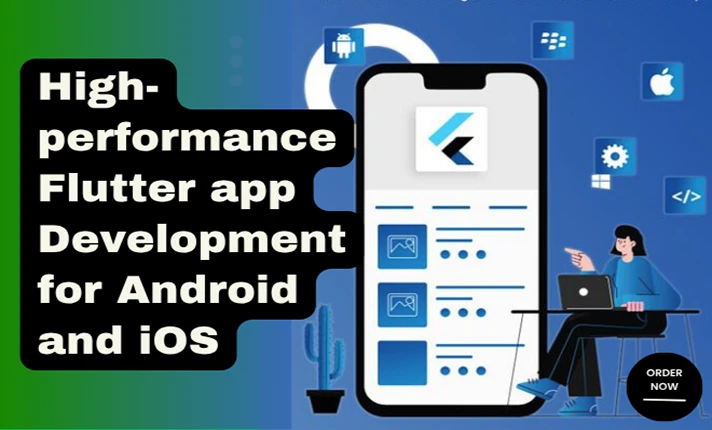 High-
performance
Flutter app
Development
for Android
and iOS
</>
ORDER
NOW